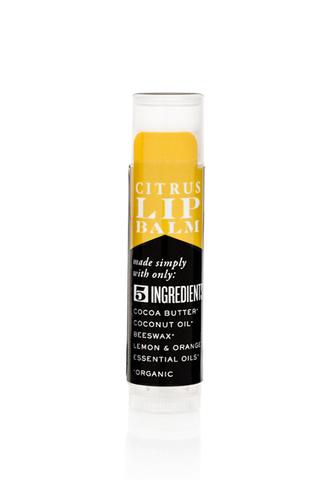 CITRUS
LIP
BALM
made simply
with only:
5 INGREDIENTS
COCOA BUTTER*
COCONUT OIL*
BEESWAX*
LEMON & ORANGE
ESSENTIAL OILS*
*ORGANIC